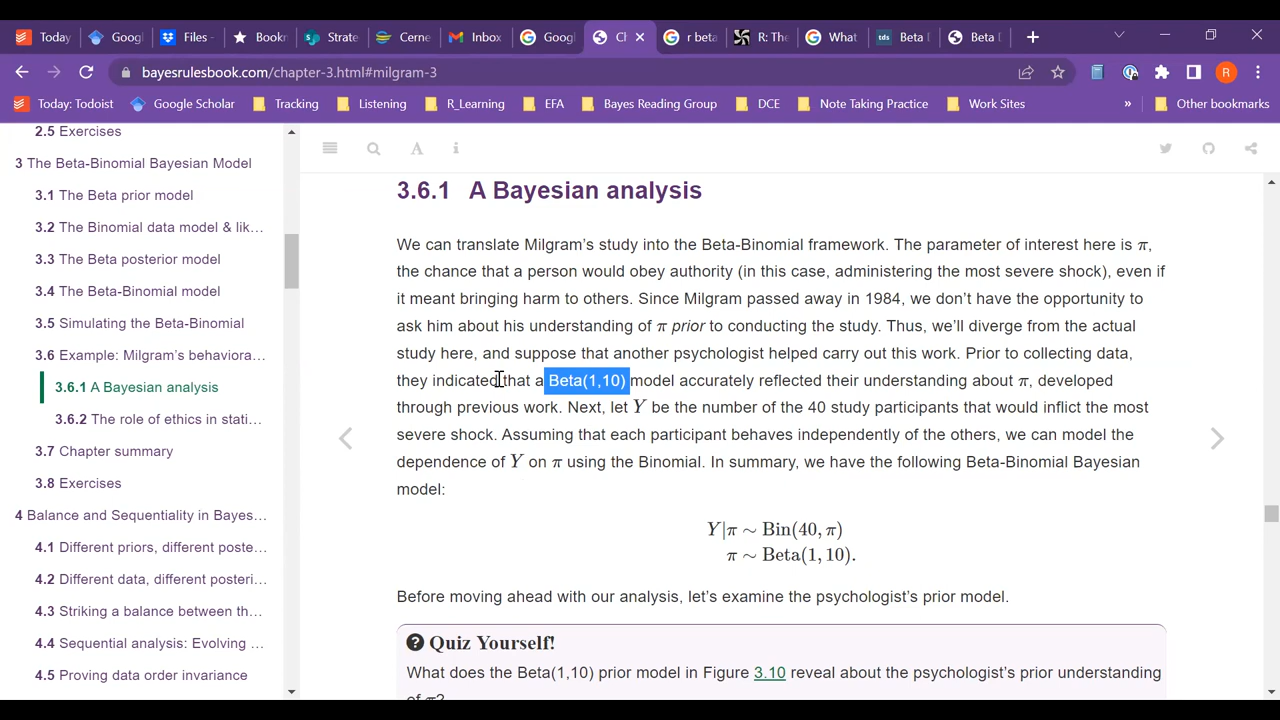 Today
Googl
Files -
Bookr
Strate
Cerne
Inbox
Goog
Ch
r beta
R: The
What
tds Beta D
Beta D
bayesrulesbook.com/chapter-3.html#milgram-3
R
Today: Todoist
Google Scholar
Tracking
Listening
R_Learning
EFA
Bayes Reading Group
DCE
Note Taking Practice
Work Sites
»
Other bookmarks
2.5 Exercises
3 The Beta-Binomial Bayesian Model
3.1 The Beta prior model
3.2 The Binomial data model & lik...
3.3 The Beta posterior model
3.4 The Beta-Binomial model
3.5 Simulating the Beta-Binomial
3.6 Example: Milgram's behaviora...
3.6.1 A Bayesian analysis
3.6.2 The role of ethics in stati...
3.7 Chapter summary
3.8 Exercises
4 Balance and Sequentiality in Bayes...
4.1 Different priors, different poste...
4.2 Different data, different posteri...
4.3 Striking a balance between th...
4.4 Sequential analysis: Evolving ...
4.5 Proving data order invariance
3.6.1 A Bayesian analysis
We can translate Milgram's study into the Beta-Binomial framework. The parameter of interest here is π,
the chance that a person would obey authority (in this case, administering the most severe shock), even if
it meant bringing harm to others. Since Milgram passed away in 1984, we don't have the opportunity to
ask him about his understanding of π prior to conducting the study. Thus, we'll diverge from the actual
study here, and suppose that another psychologist helped carry out this work. Prior to collecting data,
they indicated that a Beta(1,10) model accurately reflected their understanding about π, developed
through previous work. Next, let Y be the number of the 40 study participants that would inflict the most
severe shock. Assuming that each participant behaves independently of the others, we can model the
dependence of Y on π using the Binomial. In summary, we have the following Beta-Binomial Bayesian
model:
Y|π ∼ Bin(40, π)
π ∼ Beta(1, 10).
Before moving ahead with our analysis, let's examine the psychologist's prior model.
Quiz Yourself!
What does the Beta(1,10) prior model in Figure 3.10 reveal about the psychologist's prior understanding
of π?